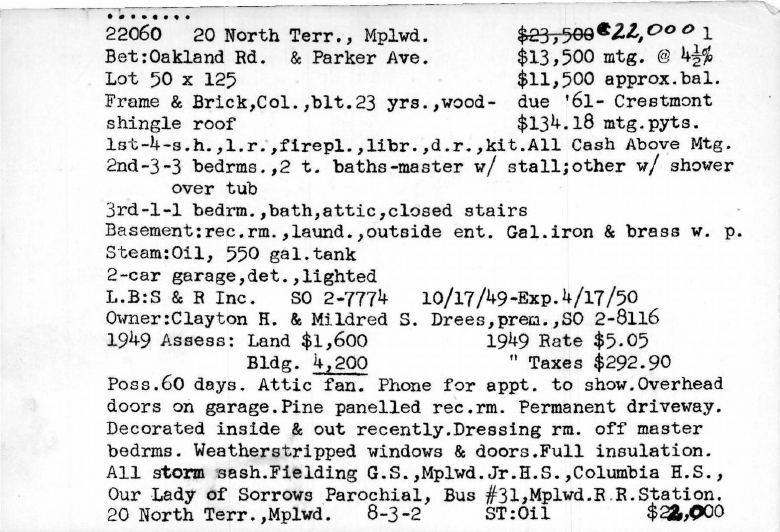 22060 20 North Terr., Mplwd. $23,500 $22,000 1
Bet:Oakland Rd. & Parker Ave. $13,500 mtg. @ 4½%
Lot 50 x 125 $11,500 approx.bal.
Frame & Brick,Col.,blt.23 yrs.,wood- due '61- Crestmont
shingle roof $134.18 mtg.pyts.
1st-4-s.h.,l.r.,firepl.,libr.,d.r.,kit.All Cash Above Mtg.
2nd-3-3 bedrms.,2 t. baths-master w/ stall;other w/ shower
over tub
3rd-1-1 bedrm.,bath,attic,closed stairs
Basement:rec.rm.,laund.,outside ent. Gal.iron & brass w. p.
Steam:Oil, 550 gal.tank
2-car garage,det.,lighted
L.B:S & R Inc. SO 2-7774 10/17/49-Exp.4/17/50
Owner:Clayton H. & Mildred S. Drees,prem.,SO 2-8116
1949 Assess: Land $1,600 1949 Rate $5.05
Bldg. 4,200 " Taxes $292.90
Poss.60 days. Attic fan. Phone for appt. to show.Overhead
doors on garage.Pine panelled rec.rm. Permanent driveway.
Decorated inside & out recently.Dressing rm. off master
bedrms. Weatherstripped windows & doors.Full insulation.
All storm sash.Fielding G.S.,Mplwd.Jr.H.S.,Columbia H.S.,
Our Lady of Sorrows Parochial, Bus #31,Mplwd.R.R.Station.
20 North Terr.,Mplwd. 8-3-2 ST:Oil $22,000